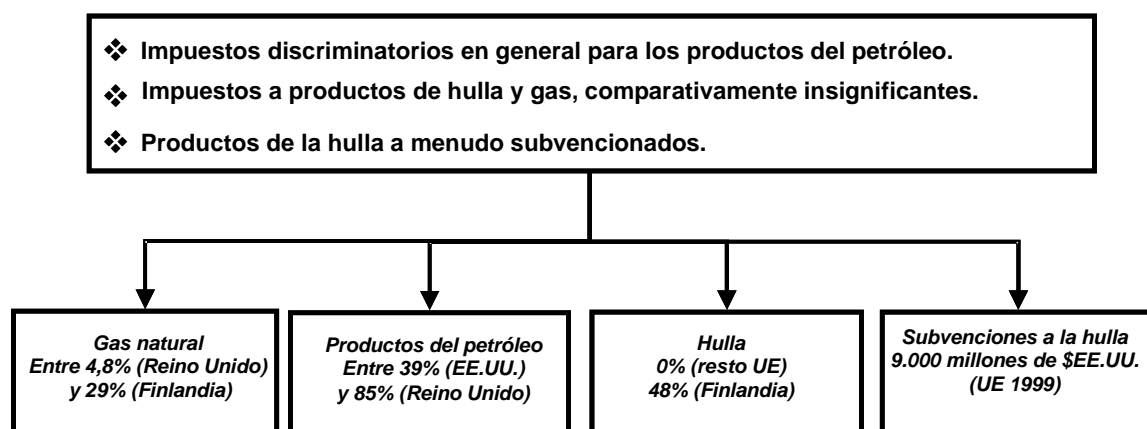 ❖ Impuestos discriminatorios en general para los productos del petróleo.
❖ Impuestos a productos de hulla y gas, comparativamente insignificantes.
❖ Productos de la hulla a menudo subvencionados.
Gas natural
Entre 4,8% (Reino Unido)
y 29% (Finlandia)
Productos del petróleo
Entre 39% (EE.UU.)
y 85% (Reino Unido)
Hulla
0% (resto UE)
48% (Finlandia)
Subvenciones a la hulla
9.000 millones de $EE.UU.
(UE 1999)